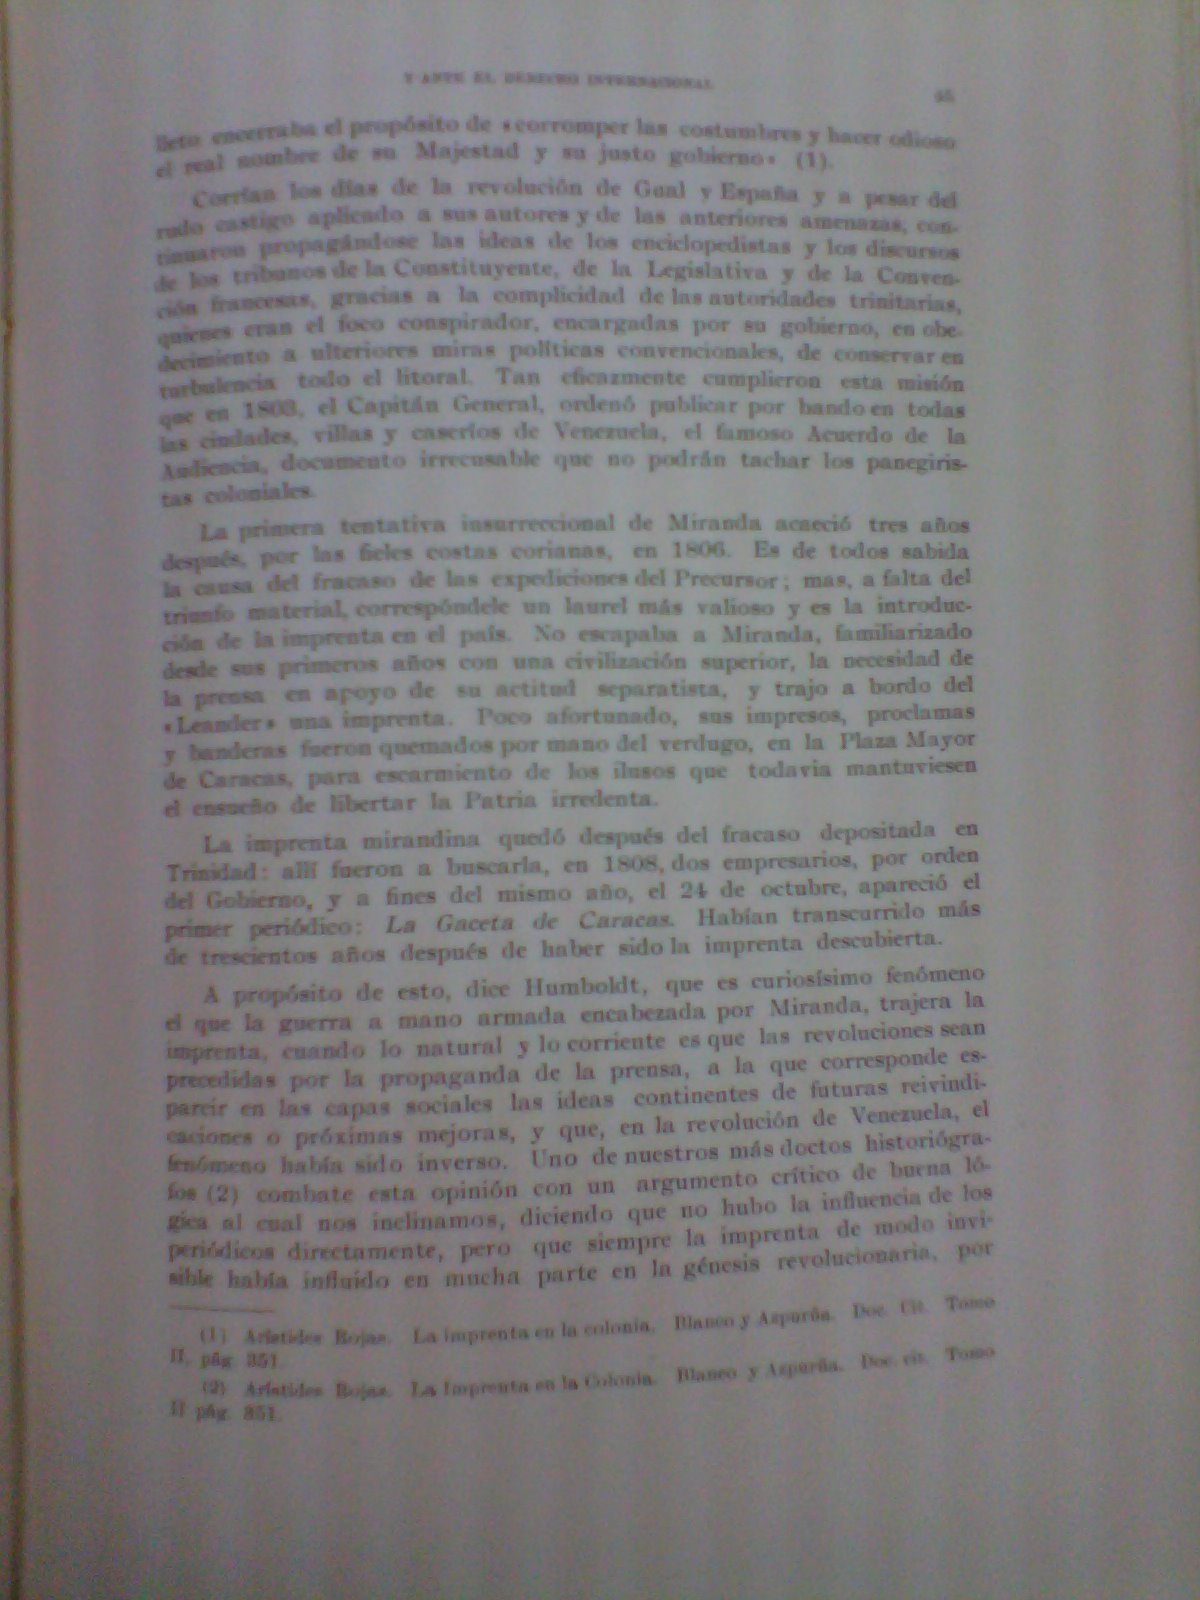 Y ANTE EL DERECHO INTERNACIONAL
lleto encerraba el propósito de «corromper las costumbres y hacer odioso
el real nombre de su Majestad y su justo gobierno» (1).
Corrían los días de la revolución de Gual y España y a pesar del
rudo castigo aplicado a sus autores y de las anteriores amenazas, con-
tinuaron propagándose las ideas de los enciclopedistas y los discursos
de los tribunos de la Constituyente, de la Legislativa y de la Conven-
ción francesas, gracias a la complicidad de las autoridades trinitarias,
quienes eran el foco conspirador, encargadas por su gobierno, en obe-
decimiento a ulteriores miras políticas convencionales, de conservar en
turbulencia todo el litoral. Tan eficazmente cumplieron esta misión
que en 1803, el Capitán General, ordenó publicar por bando en todas
las ciudades, villas y caseríos de Venezuela, el famoso Acuerdo de la
Audiencia, documento irrecusable que no podrán tachar los panegiris-
tas coloniales.
La primera tentativa insurreccional de Miranda acaeció tres años
después, por las fieles costas corianas, en 1806. Es de todos sabida
la causa del fracaso de las expediciones del Precursor; mas, a falta del
triunfo material, correspóndele un laurel más valioso y es la introduc-
ción de la imprenta en el país. No escapaba a Miranda, familiarizado
desde sus primeros años con una civilización superior, la necesidad de
la prensa en apoyo de su actitud separatista, y trajo a bordo del
«Leander» una imprenta. Poco afortunado, sus impresos, proclamas
y banderas fueron quemados por mano del verdugo, en la Plaza Mayor
de Caracas, para escarmiento de los ilusos que todavía mantuviesen
el ensueño de libertar la Patria irredenta.
La imprenta mirandina quedó después del fracaso depositada en
Trinidad: allí fueron a buscarla, en 1808, dos empresarios, por orden
del Gobierno, y a fines del mismo año, el 24 de octubre, apareció el
primer periódico: La Gaceta de Caracas. Habían transcurrido más
de trescientos años después de haber sido la imprenta descubierta.
A propósito de esto, dice Humboldt, que es curiosísimo fenómeno
el que la guerra a mano armada encabezada por Miranda, trajera la
imprenta, cuando lo natural y lo corriente es que las revoluciones sean
precedidas por la propaganda de la prensa, a la que corresponde es-
parcir en las capas sociales las ideas continentes de futuras reivindi-
caciones o próximas mejoras, y que, en la revolución de Venezuela, el
fenómeno había sido inverso. Uno de nuestros más doctos historiógra-
fos (2) combate esta opinión con un argumento crítico de buena ló-
gica al cual nos inclinamos, diciendo que no hubo la influencia de los
periódicos directamente, pero que siempre la imprenta de modo invi-
sible había influído en mucha parte en la génesis revolucionaria, por
(1) Arístides Rojas. La imprenta en la colonia. Blanco y Azpurúa. Doc. Cit. Tomo
II, pág. 351.
(2) Arístides Rojas. La Imprenta en la Colonia. Blanco y Azpurúa. Doc. cit. Tomo
II pág. 351.